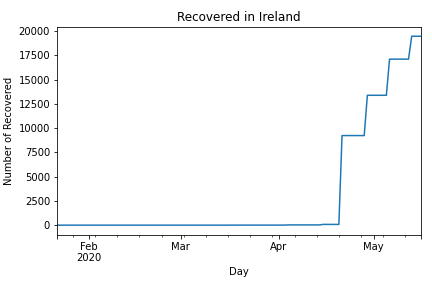 Recovered in Ireland
Number of Recovered
20000
17500
15000
12500
10000
7500
5000
2500
0
Feb
2020
Mar
Apr
May
Day